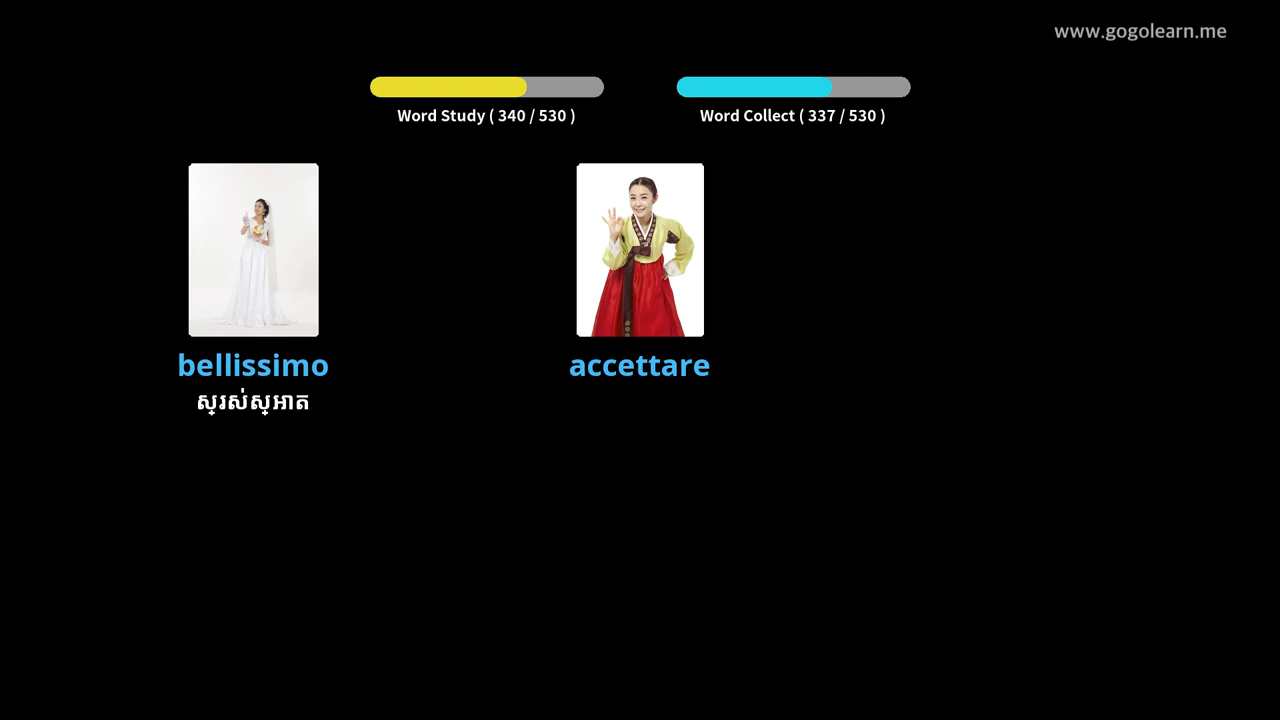 www.gogolearn.me
Word Study ( 340 / 530 )
Word Collect ( 337 / 530 )
bellissimo
accettare
ស្រស់ស្អាត